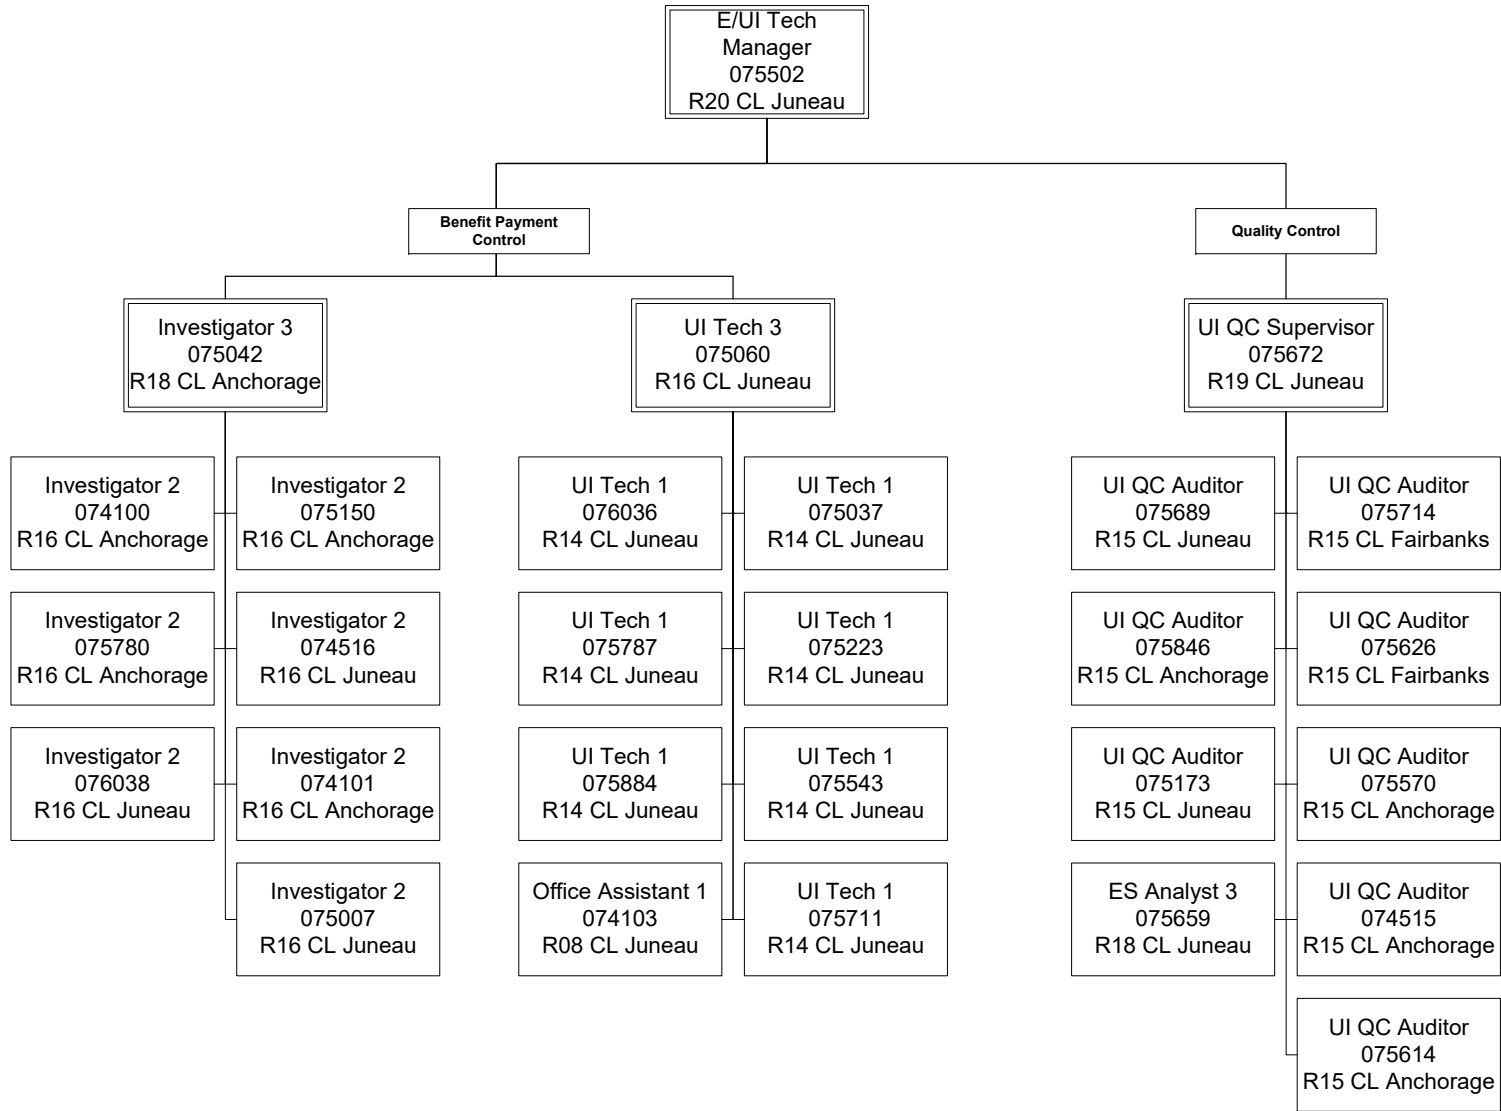 E/UI Tech
Manager
075502
R20 CL Juneau
Benefit Payment
Control
Quality Control
Investigator 3
075042
R18 CL Anchorage
UI Tech 3
075060
R16 CL Juneau
UI QC Supervisor
075672
R19 CL Juneau
Investigator 2
074100
R16 CL Anchorage
Investigator 2
075150
R16 CL Anchorage
UI Tech 1
076036
R14 CL Juneau
UI Tech 1
075037
R14 CL Juneau
UI QC Auditor
075689
R15 CL Juneau
UI QC Auditor
075714
R15 CL Fairbanks
Investigator 2
075780
R16 CL Anchorage
Investigator 2
074516
R16 CL Juneau
UI Tech 1
075787
R14 CL Juneau
UI Tech 1
075223
R14 CL Juneau
UI QC Auditor
075846
R15 CL Anchorage
UI QC Auditor
075626
R15 CL Fairbanks
Investigator 2
076038
R16 CL Juneau
Investigator 2
074101
R16 CL Anchorage
UI Tech 1
075884
R14 CL Juneau
UI Tech 1
075543
R14 CL Juneau
UI QC Auditor
075173
R15 CL Juneau
UI QC Auditor
075570
R15 CL Anchorage
Investigator 2
075007
R16 CL Juneau
Office Assistant 1
074103
R08 CL Juneau
UI Tech 1
075711
R14 CL Juneau
ES Analyst 3
075659
R18 CL Juneau
UI QC Auditor
074515
R15 CL Anchorage
UI QC Auditor
075614
R15 CL Anchorage